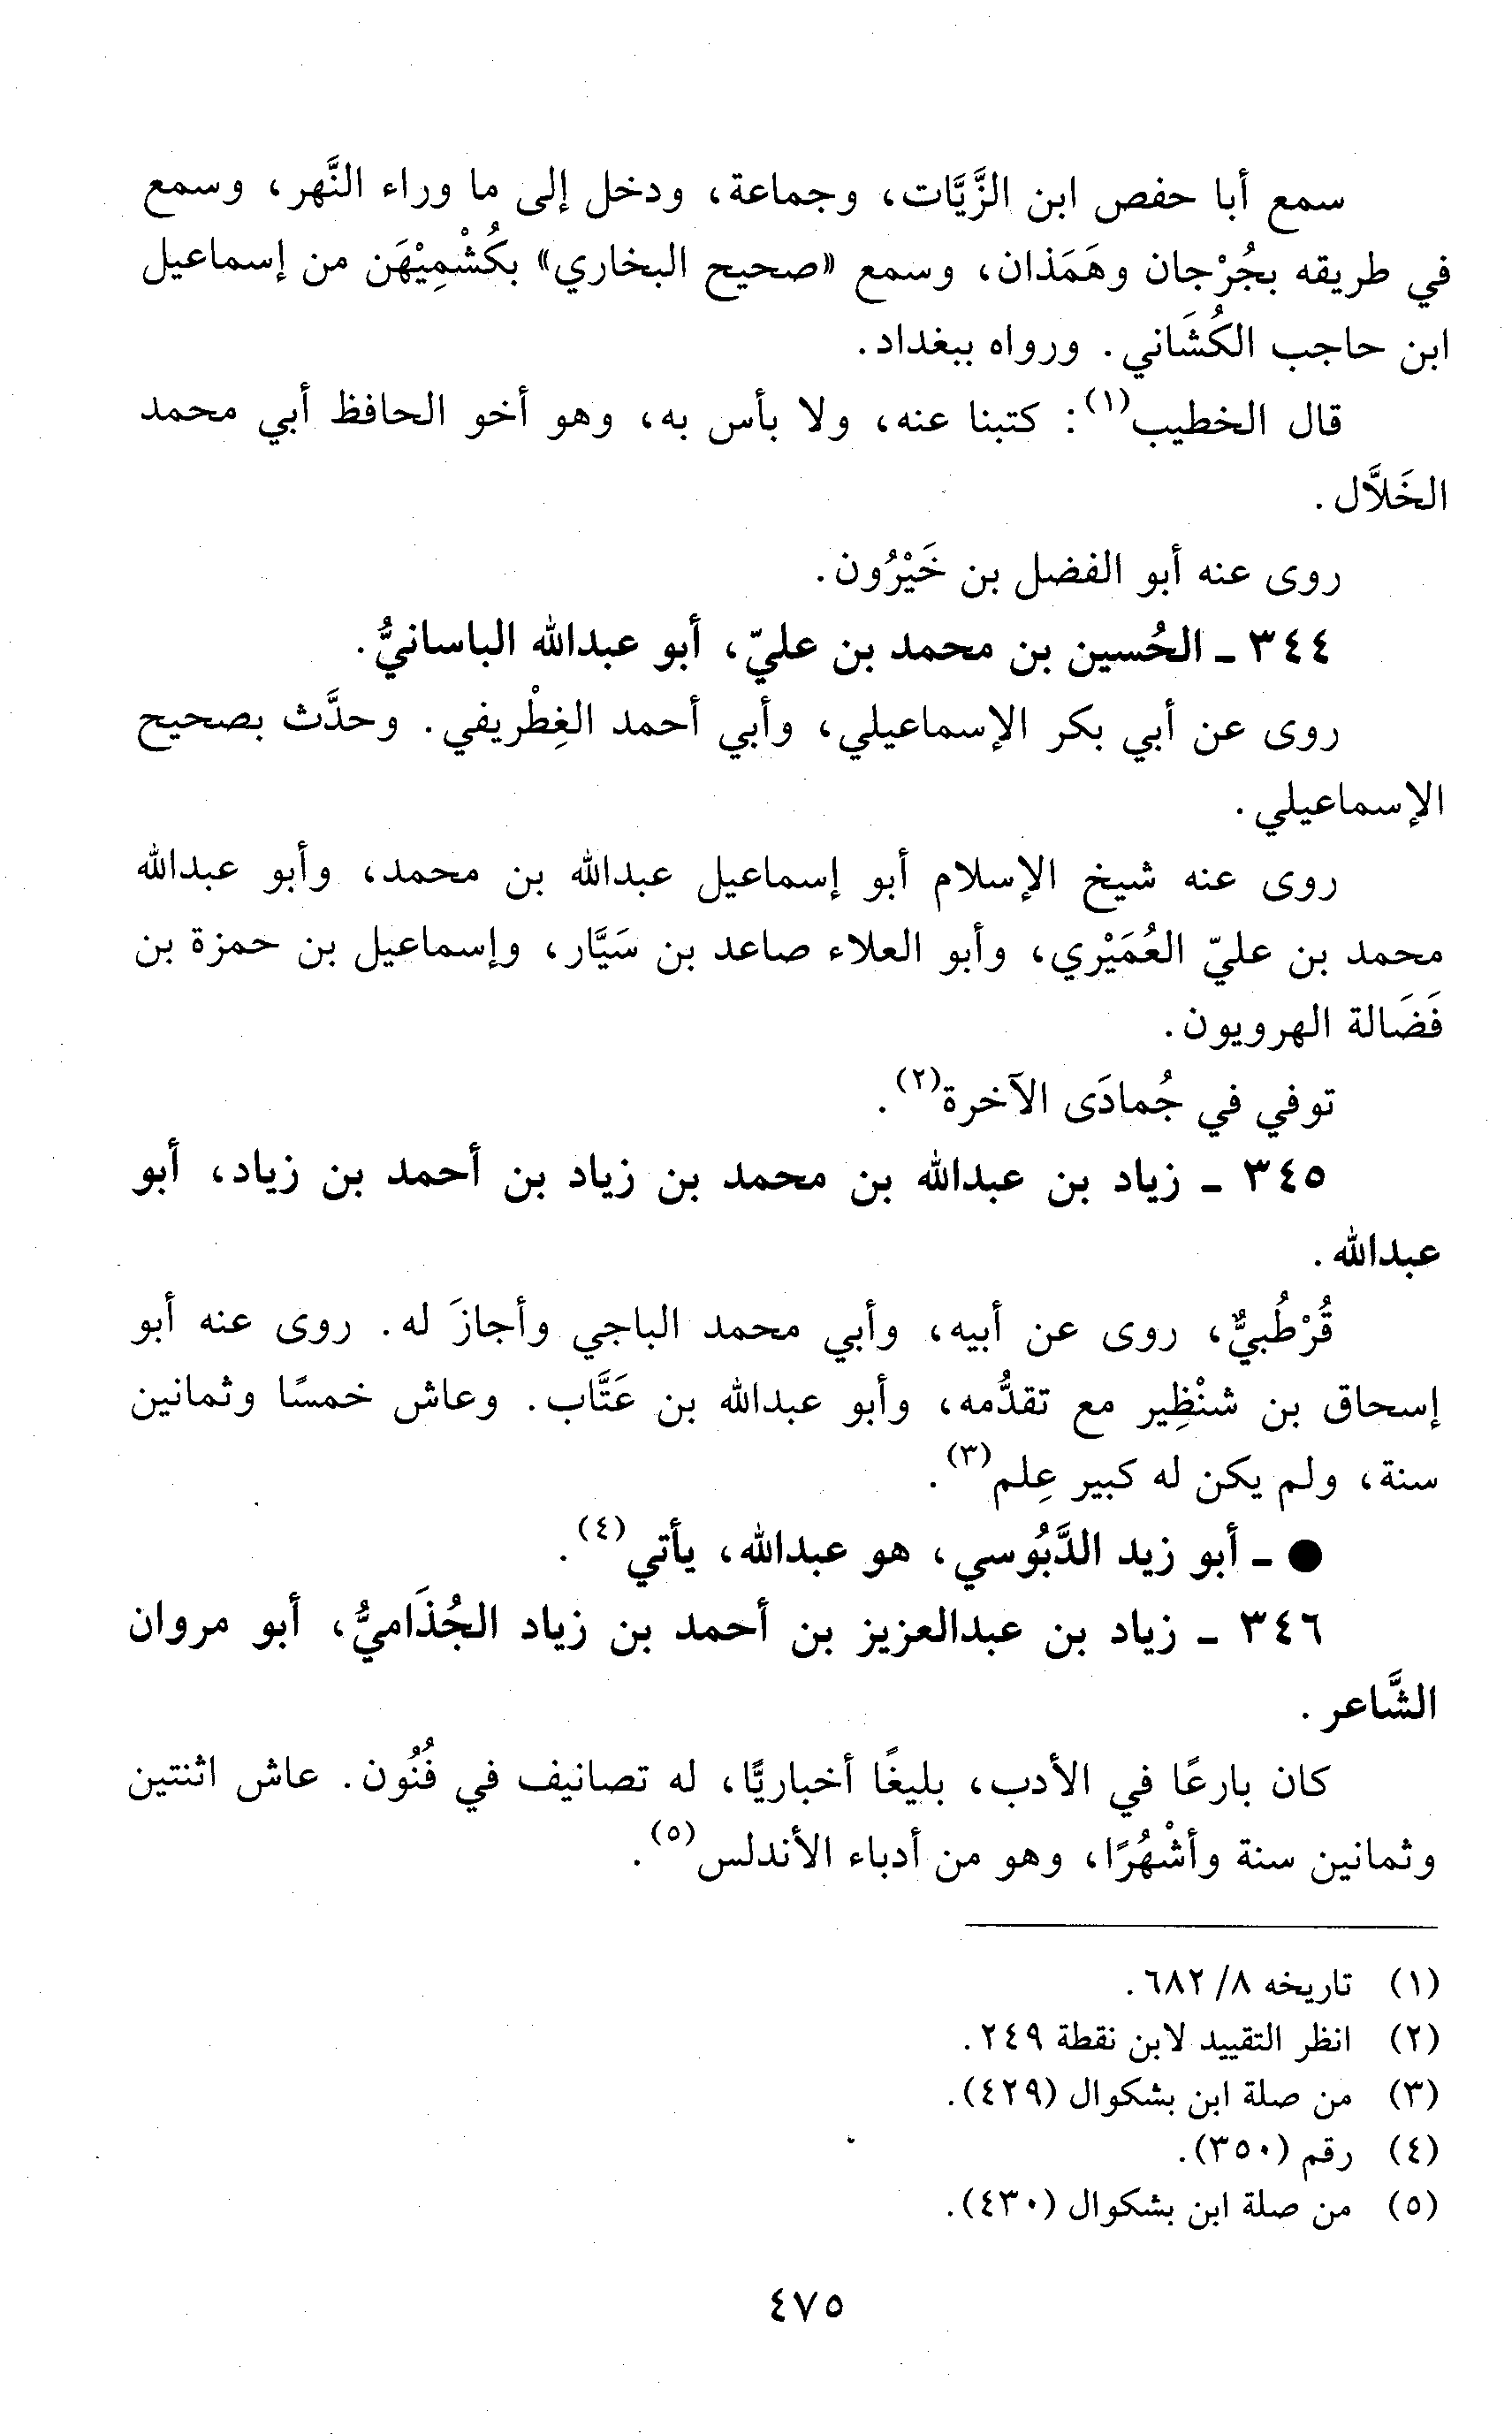 سمع أبا حفص ابن الزَّيَّات، وجماعة، ودخل إلى ما وراء النَّهر، وسمع
في طريقه بجُرْجان وهَمَذان، وسمع «صحيح البخاري» بكُشْمِيْهَن من إسماعيل
ابن حاجب الكُشَاني. ورواه ببغداد.
قال الخطيب(١): كتبنا عنه، ولا بأس به، وهو أخو الحافظ أبي محمد
الخَلاَّل.
روى عنه أبو الفضل بن خَيْرُون.
٣٤٤ ـ الحُسين بن محمد بن عليّ، أبو عبدالله الباسانيُّ.
روى عن أبي بكر الإسماعيلي، وأبي أحمد الغِطْريفي. وحدَّث بصحيح
الإسماعيلي.
روى عنه شيخ الإسلام أبو إسماعيل عبدالله بن محمد، وأبو عبدالله
محمد بن عليّ العُمَيْري، وأبو العلاء صاعد بن سَيَّار، وإسماعيل بن حمزة بن
فَضَالة الهرويون.
توفي في جُمادَى الآخرة(٢).
٣٤٥ ـ زياد بن عبدالله بن محمد بن زياد بن أحمد بن زياد، أبو
عبدالله.
قُرْطُبيٌّ، روى عن أبيه، وأبي محمد الباجي وأجازَ له. روى عنه أبو
إسحاق بن شنْظِير مع تقدُّمه، وأبو عبدالله بن عَتَّاب. وعاش خمسًا وثمانين
سنة، ولم يكن له كبير عِلم(٣).
● ـ أبو زيد الدَّبُوسي، هو عبدالله، يأتي(٤).
٣٤٦ ـ زياد بن عبدالعزيز بن أحمد بن زياد الجُذَاميُّ، أبو مروان
الشَّاعر.
كان بارعًا في الأدب، بليغًا أخباريًّا، له تصانيف في فُنُون. عاش اثنتين
وثمانين سنة وأشْهُرًا، وهو من أدباء الأندلس(٥).
(١) تاريخه ٨/ ٦٨٢.
(٢) انظر التقييد لابن نقطة ٢٤٩.
(٣) من صلة ابن بشكوال (٤٢٩).
(٤) رقم (٣٥٠).
(٥) من صلة ابن بشكوال (٤٣٠).
٤٧٥